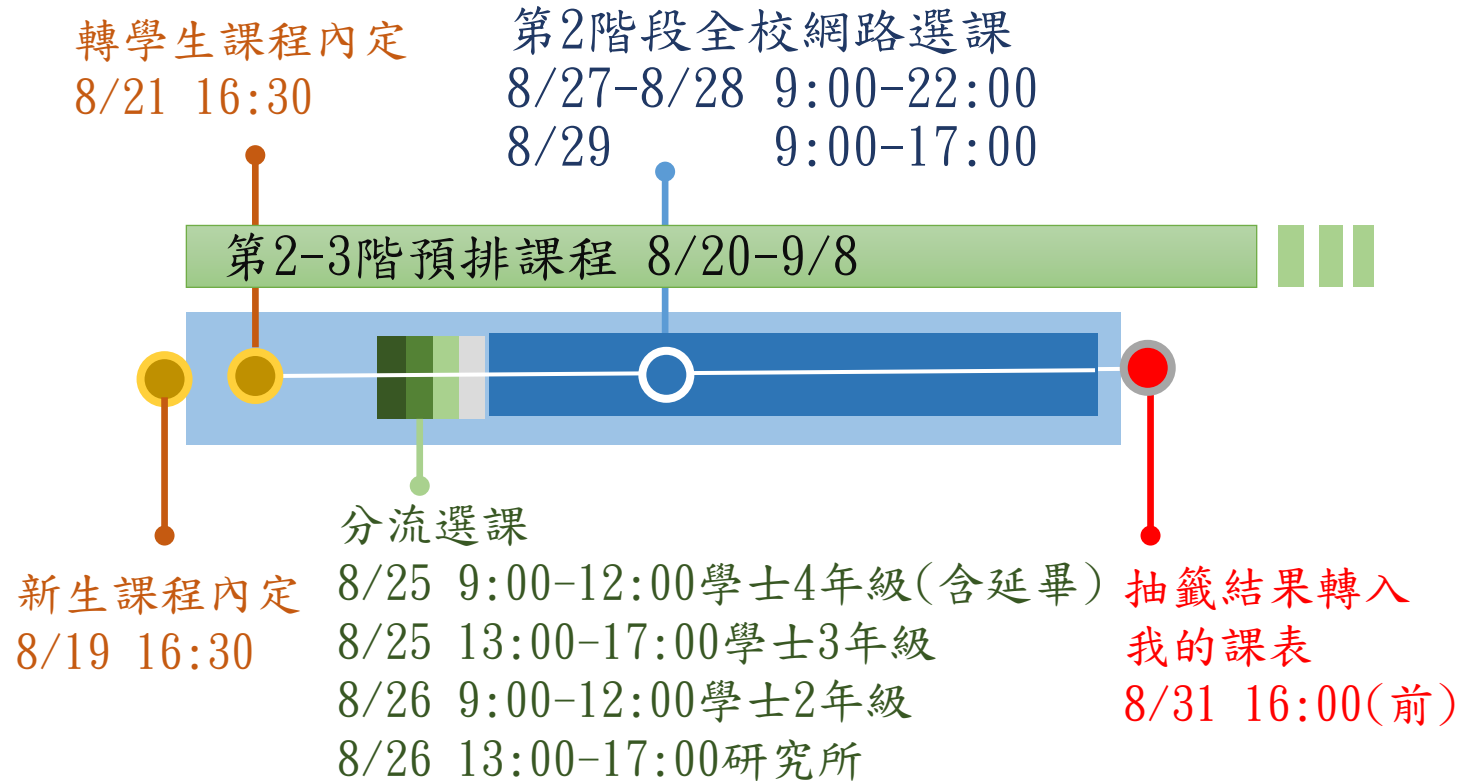 轉學生課程內定
8/21 16:30
第2階段全校網路選課
8/27-8/28 9:00-22:00
8/29 9:00-17:00
第2-3階預排課程 8/20-9/8
新生課程內定
8/19 16:30
分流選課
8/25 9:00-12:00學士4年級(含延畢)
8/25 13:00-17:00學士3年級
8/26 9:00-12:00學士2年級
8/26 13:00-17:00研究所
抽籤結果轉入
我的課表
8/31 16:00(前)